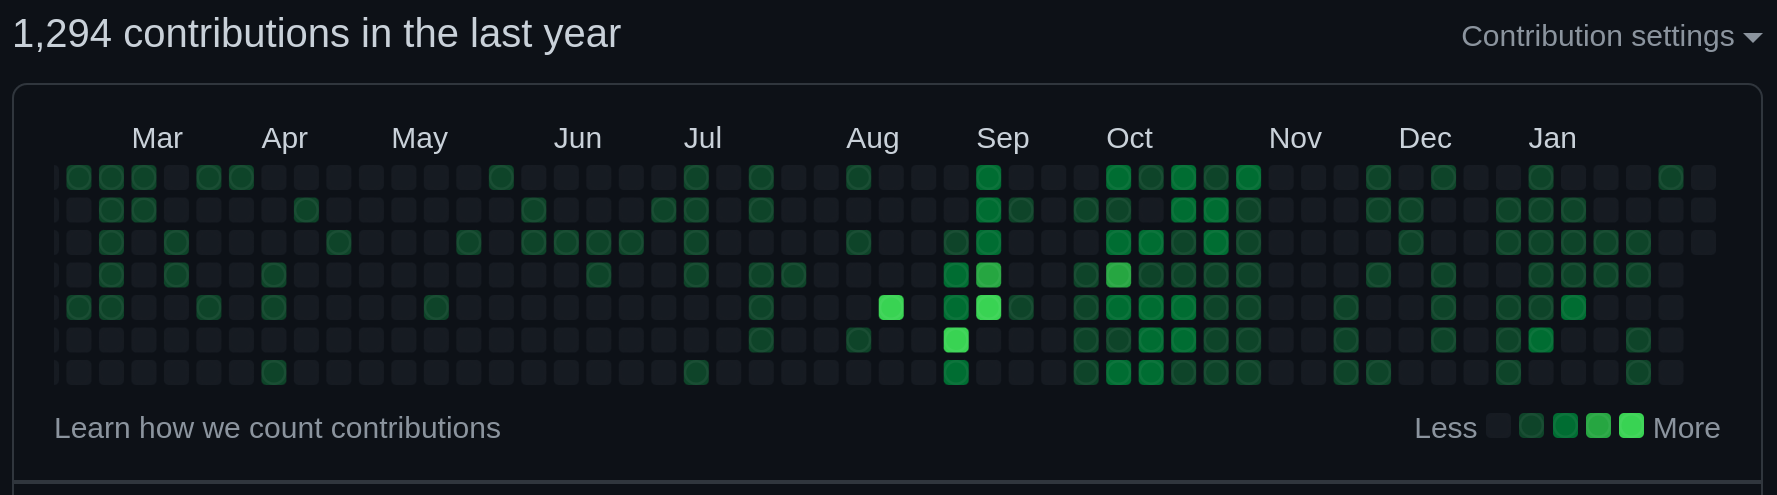 1,294 contributions in the last year
Contribution settings
Mar Apr May Jun Jul Aug Sep Oct Nov Dec Jan
Learn how we count contributions
Less More